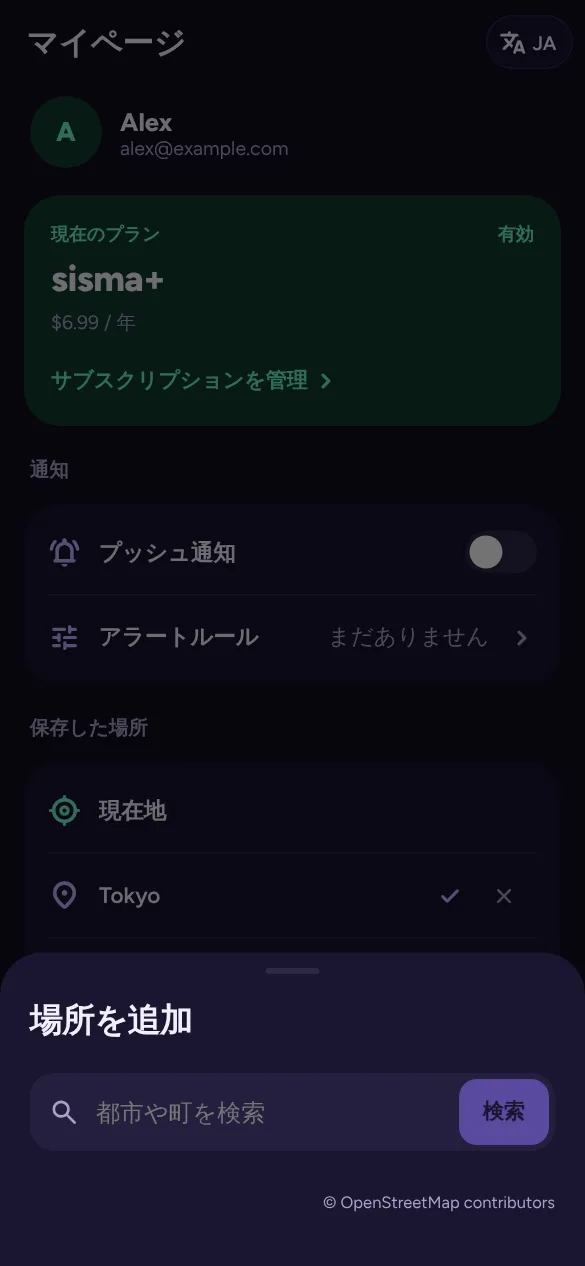 マイページ
JA
A
Alex
alex@example.com
現在のプラン
有効
sisma+
$6.99 / 年
サブスクリプションを管理
通知
プッシュ通知
アラートルール
まだありません
保存した場所
現在地
Tokyo
場所を追加
都市や町を検索
検索
© OpenStreetMap contributors